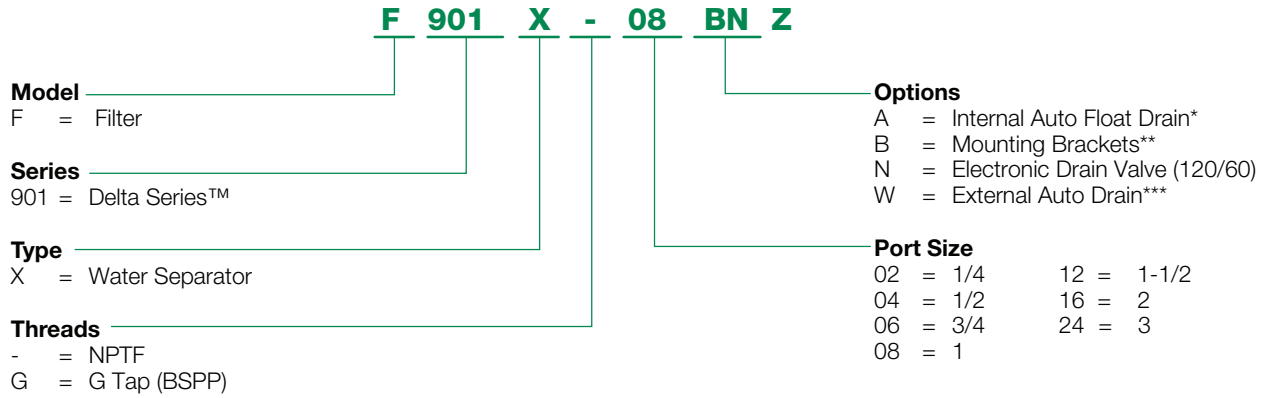 F 901 X - 08 BN Z
Model
F = Filter
Series
901 = Delta Series™
Type
X = Water Separator
Threads
- = NPTF
G = G Tap (BSPP)
Options
A = Internal Auto Float Drain*
B = Mounting Brackets**
N = Electronic Drain Valve (120/60)
W = External Auto Drain***
Port Size
02 = 1/4 12 = 1-1/2
04 = 1/2 16 = 2
06 = 3/4 24 = 3
08 = 1